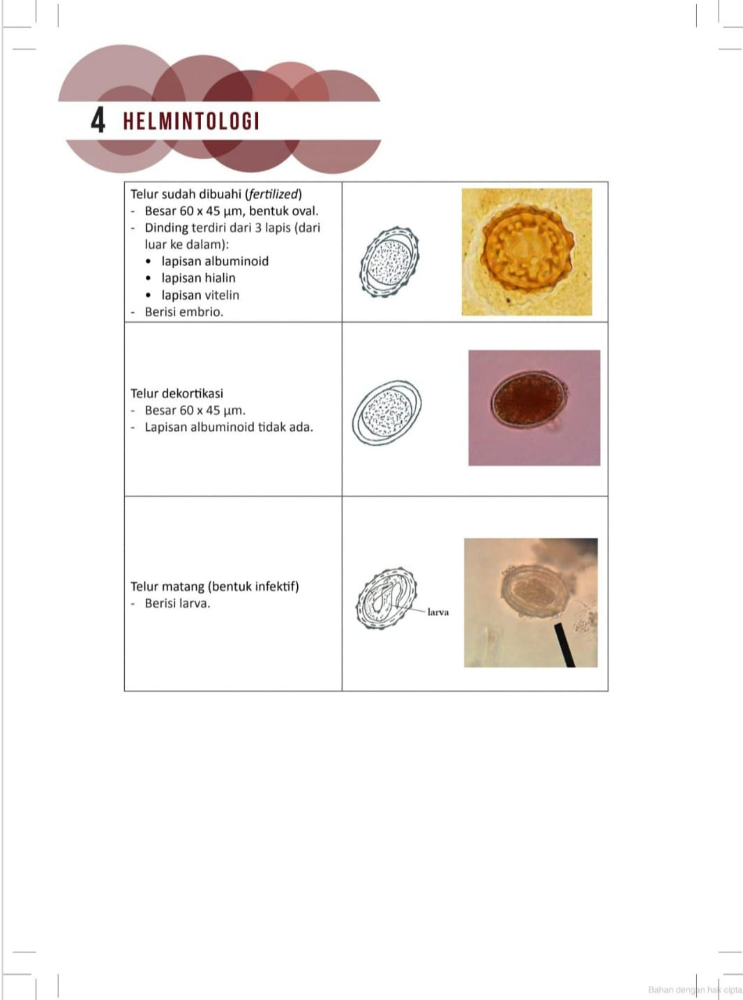 4 HELMINTOLOGI
Telur sudah dibuahi (fertilized)
- Besar 60 x 45 µm, bentuk oval.
- Dinding terdiri dari 3 lapis (dari
luar ke dalam):
• lapisan albuminoid
• lapisan hialin
• lapisan vitelin
- Berisi embrio.
Telur dekortikasi
- Besar 60 x 45 µm.
- Lapisan albuminoid tidak ada.
Telur matang (bentuk infektif)
- Berisi larva.
larva
Bahan dengan hak cipta